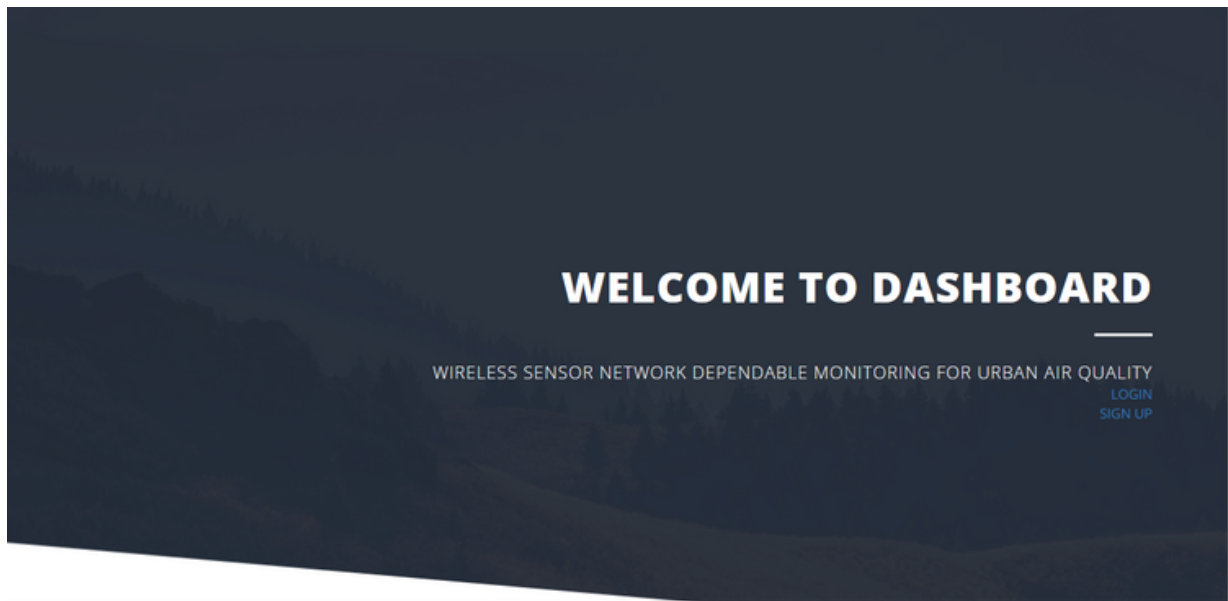 WELCOME TO DASHBOARD
WIRELESS SENSOR NETWORK DEPENDABLE MONITORING FOR URBAN AIR QUALITY
LOGIN
SIGN UP